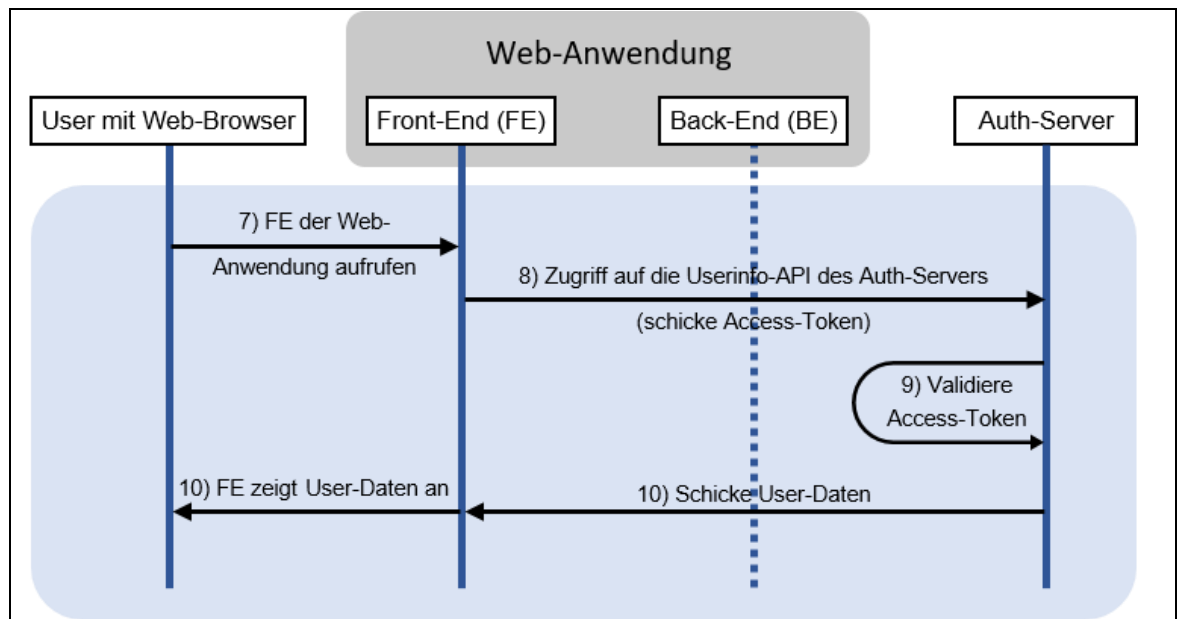 Web-Anwendung
User mit Web-Browser
Front-End (FE)
Back-End (BE)
Auth-Server
7) FE der Web-
Anwendung aufrufen
8) Zugriff auf die Userinfo-API des Auth-Servers
(schicke Access-Token)
9) Validiere
Access-Token
10) FE zeigt User-Daten an
10) Schicke User-Daten